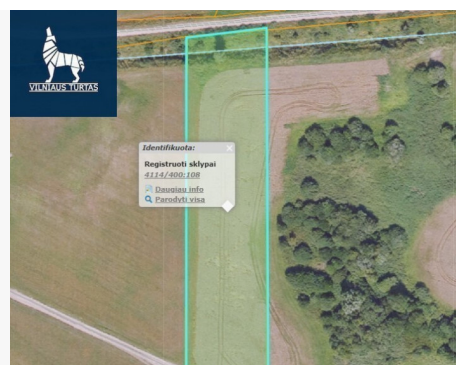 VILNIAUS TURTAS
Identifikuota:
Registruoti sklypai
4114/400:108
Daugiau info
Parodyti visą